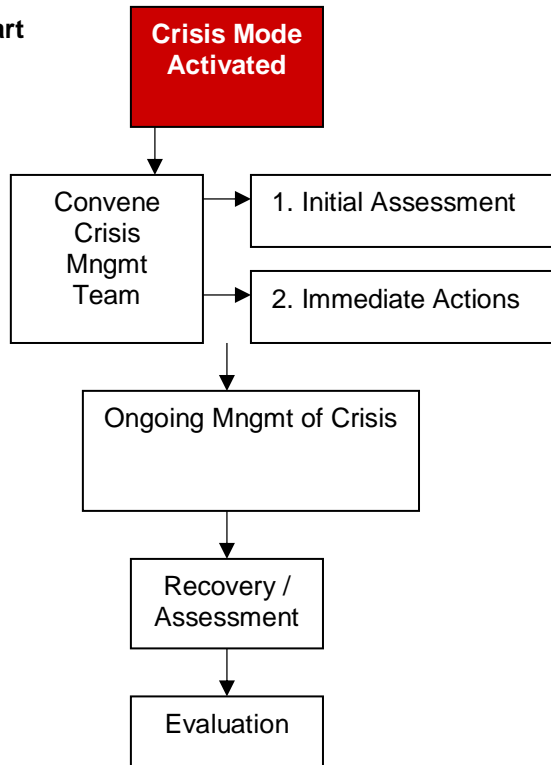 art
Crisis Mode
Activated
Convene
Crisis
Mngmt
Team
1. Initial Assessment
2. Immediate Actions
Ongoing Mngmt of Crisis
Recovery /
Assessment
Evaluation